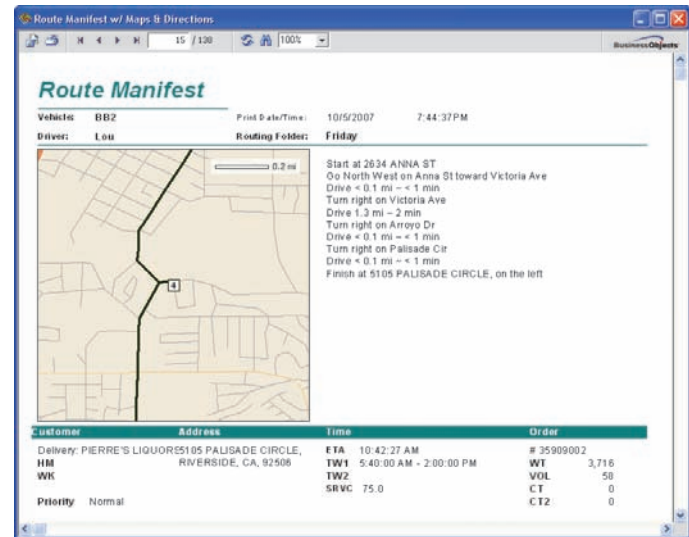 Route Manifest w/ Maps & Directions
15 / 130
100%
BusinessObjects
Route Manifest
Vehicle: BB2 Print Date/Time: 10/5/2007 7:44:37PM
Driver: Lou Routing Folder: Friday
0.2 mi
4
Start at 2634 ANNA ST
Go North West on Anna St toward Victoria Ave
Drive < 0.1 mi – < 1 min
Turn right on Victoria Ave
Drive 1.3 mi – 2 min
Turn right on Arroyo Dr
Drive < 0.1 mi – < 1 min
Turn right on Palisade Cir
Drive < 0.1 mi – < 1 min
Finish at 5105 PALISADE CIRCLE, on the left
Customer Address Time Order
Delivery: PIERRE'S LIQUORS 5105 PALISADE CIRCLE, ETA 10:42:27 AM # 35909002
HM RIVERSIDE, CA, 92506 TW1 5:40:00 AM - 2:00:00 PM WT 3,716
WK TW2 VOL 58
SRVC 75.0 CT 0
Priority Normal CT2 0